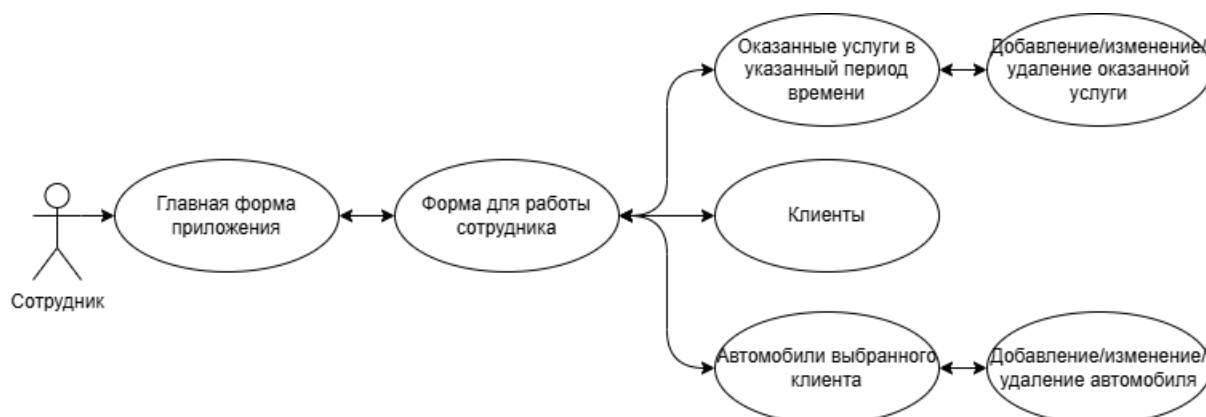 Оказанные услуги в
указанный период
времени
Добавление/изменение/
удаление оказанной
услуги
Главная форма
приложения
Форма для работы
сотрудника
Клиенты
Сотрудник
Автомобили выбранного
клиента
Добавление/изменение/
удаление автомобиля